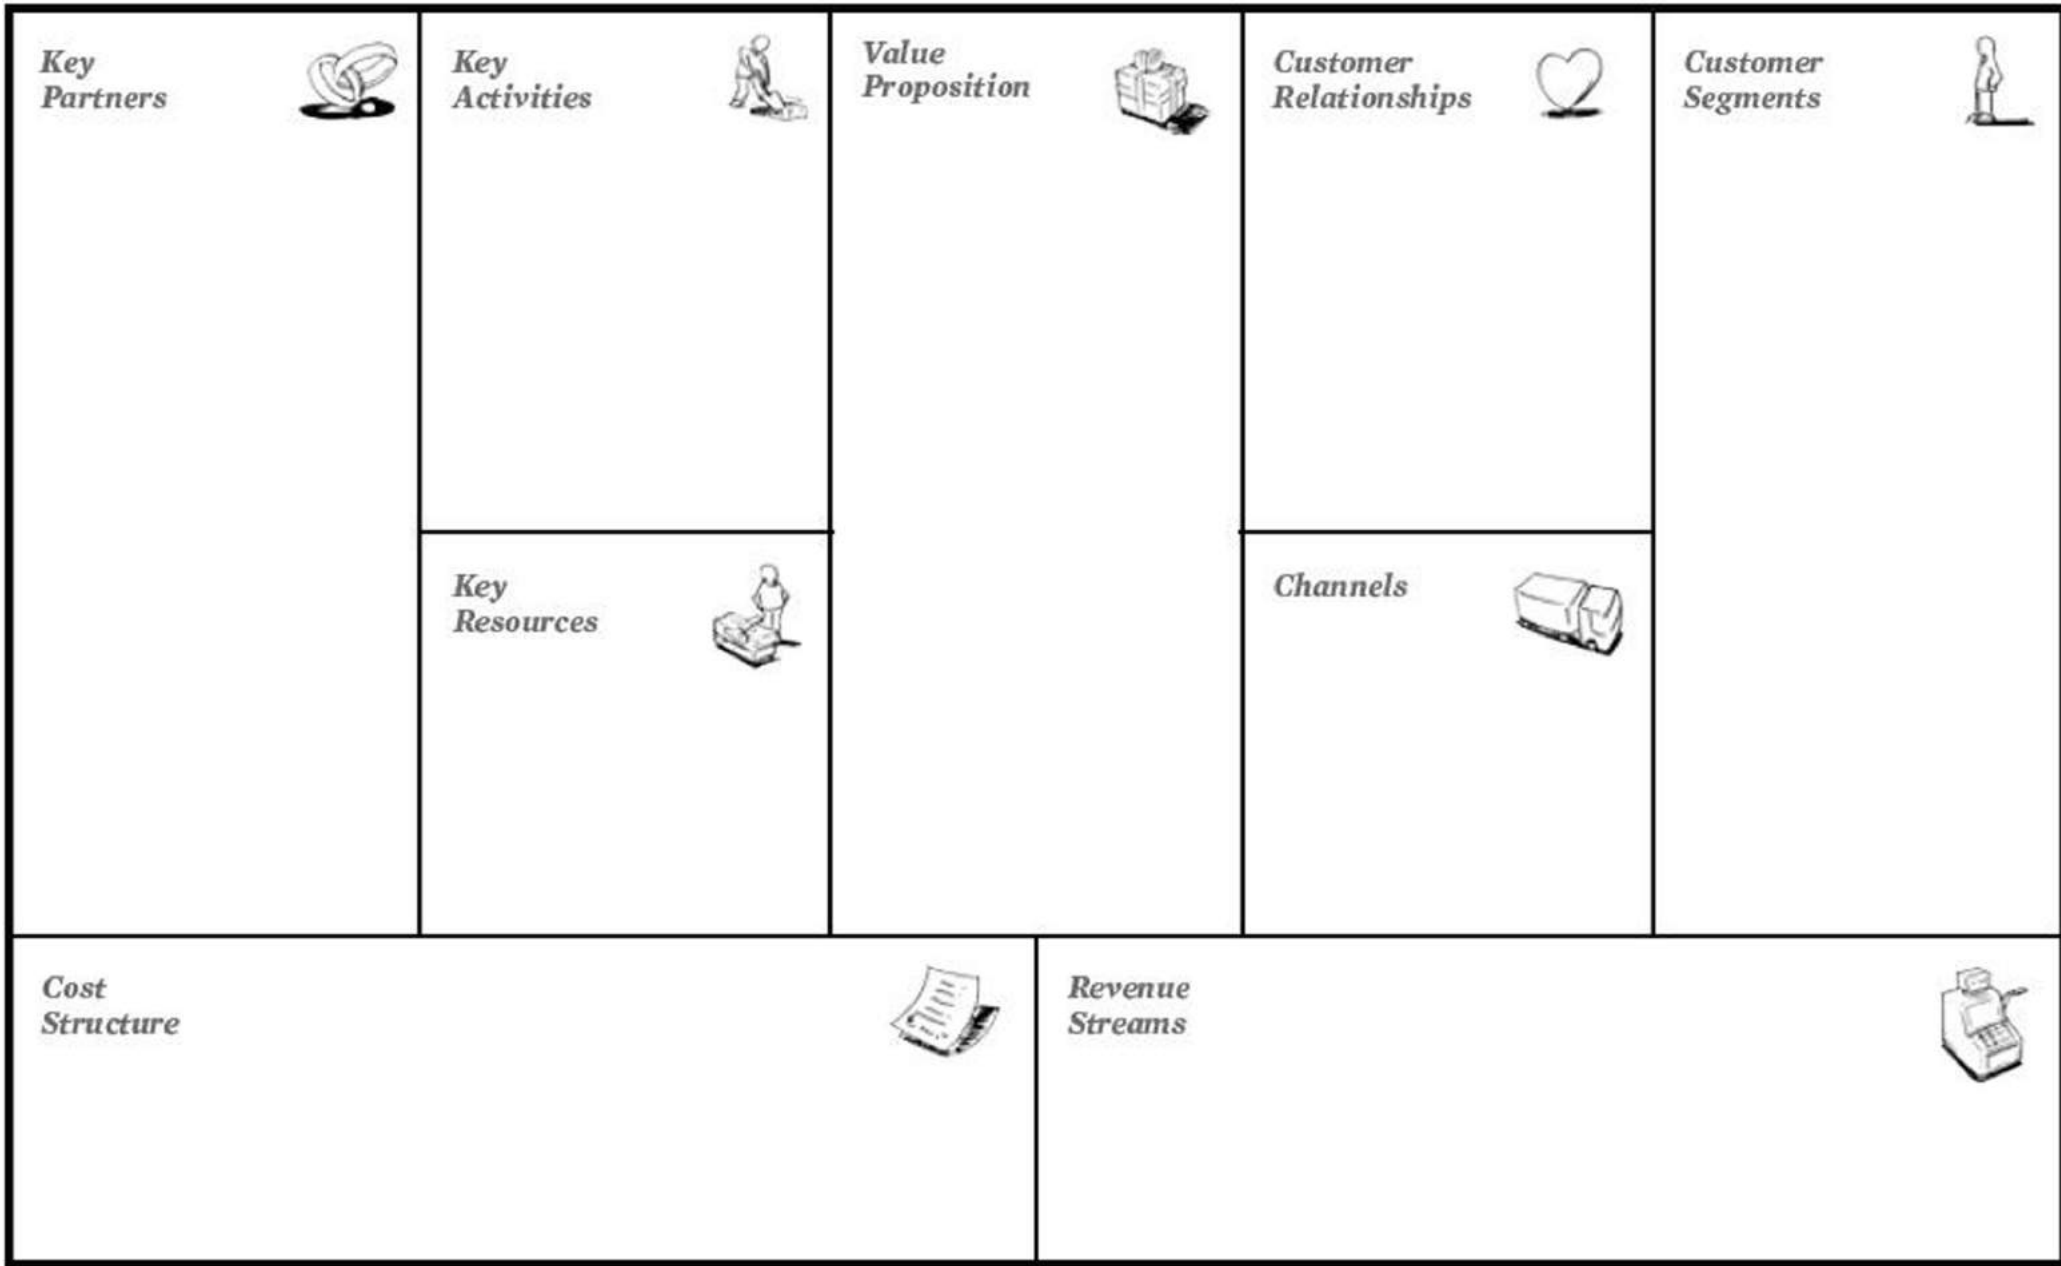 Key
Partners
Key
Activities
Value
Proposition
Customer
Relationships
Customer
Segments
Key
Resources
Channels
Cost
Structure
Revenue
Streams